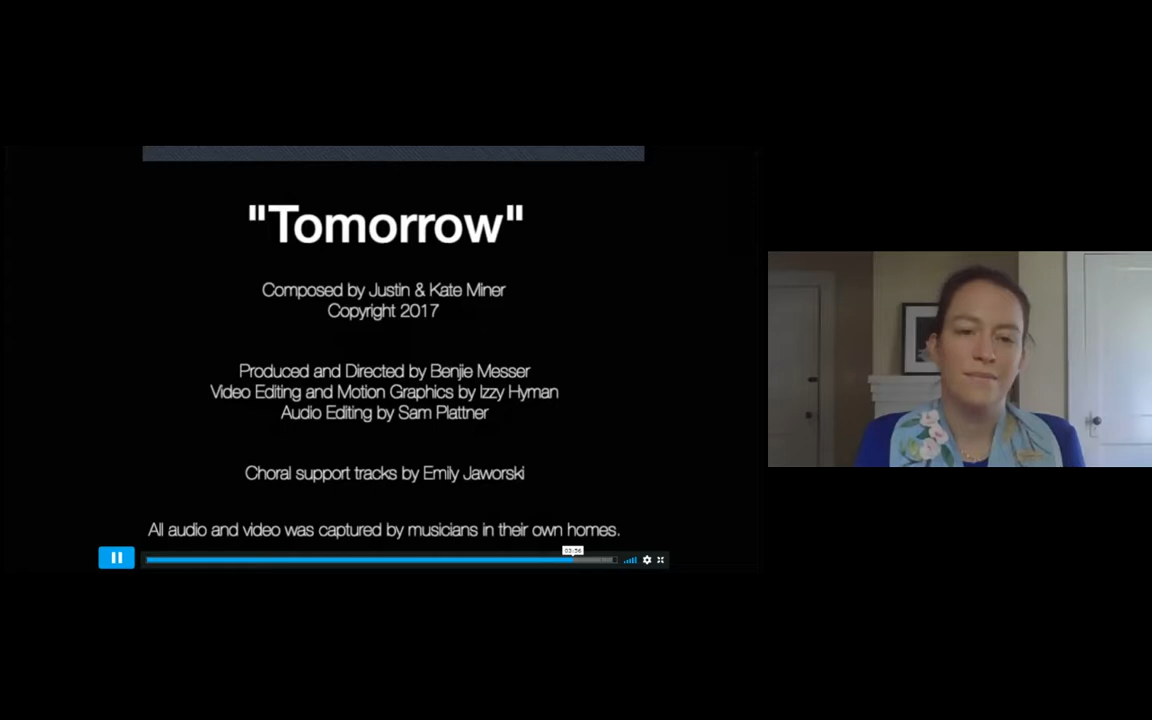 "Tomorrow"
Composed by Justin & Kate Miner
Copyright 2017
Produced and Directed by Benjie Messer
Video Editing and Motion Graphics by Izzy Hyman
Audio Editing by Sam Plattner
Choral support tracks by Emily Jaworski
All audio and video was captured by musicians in their own homes.
03:56